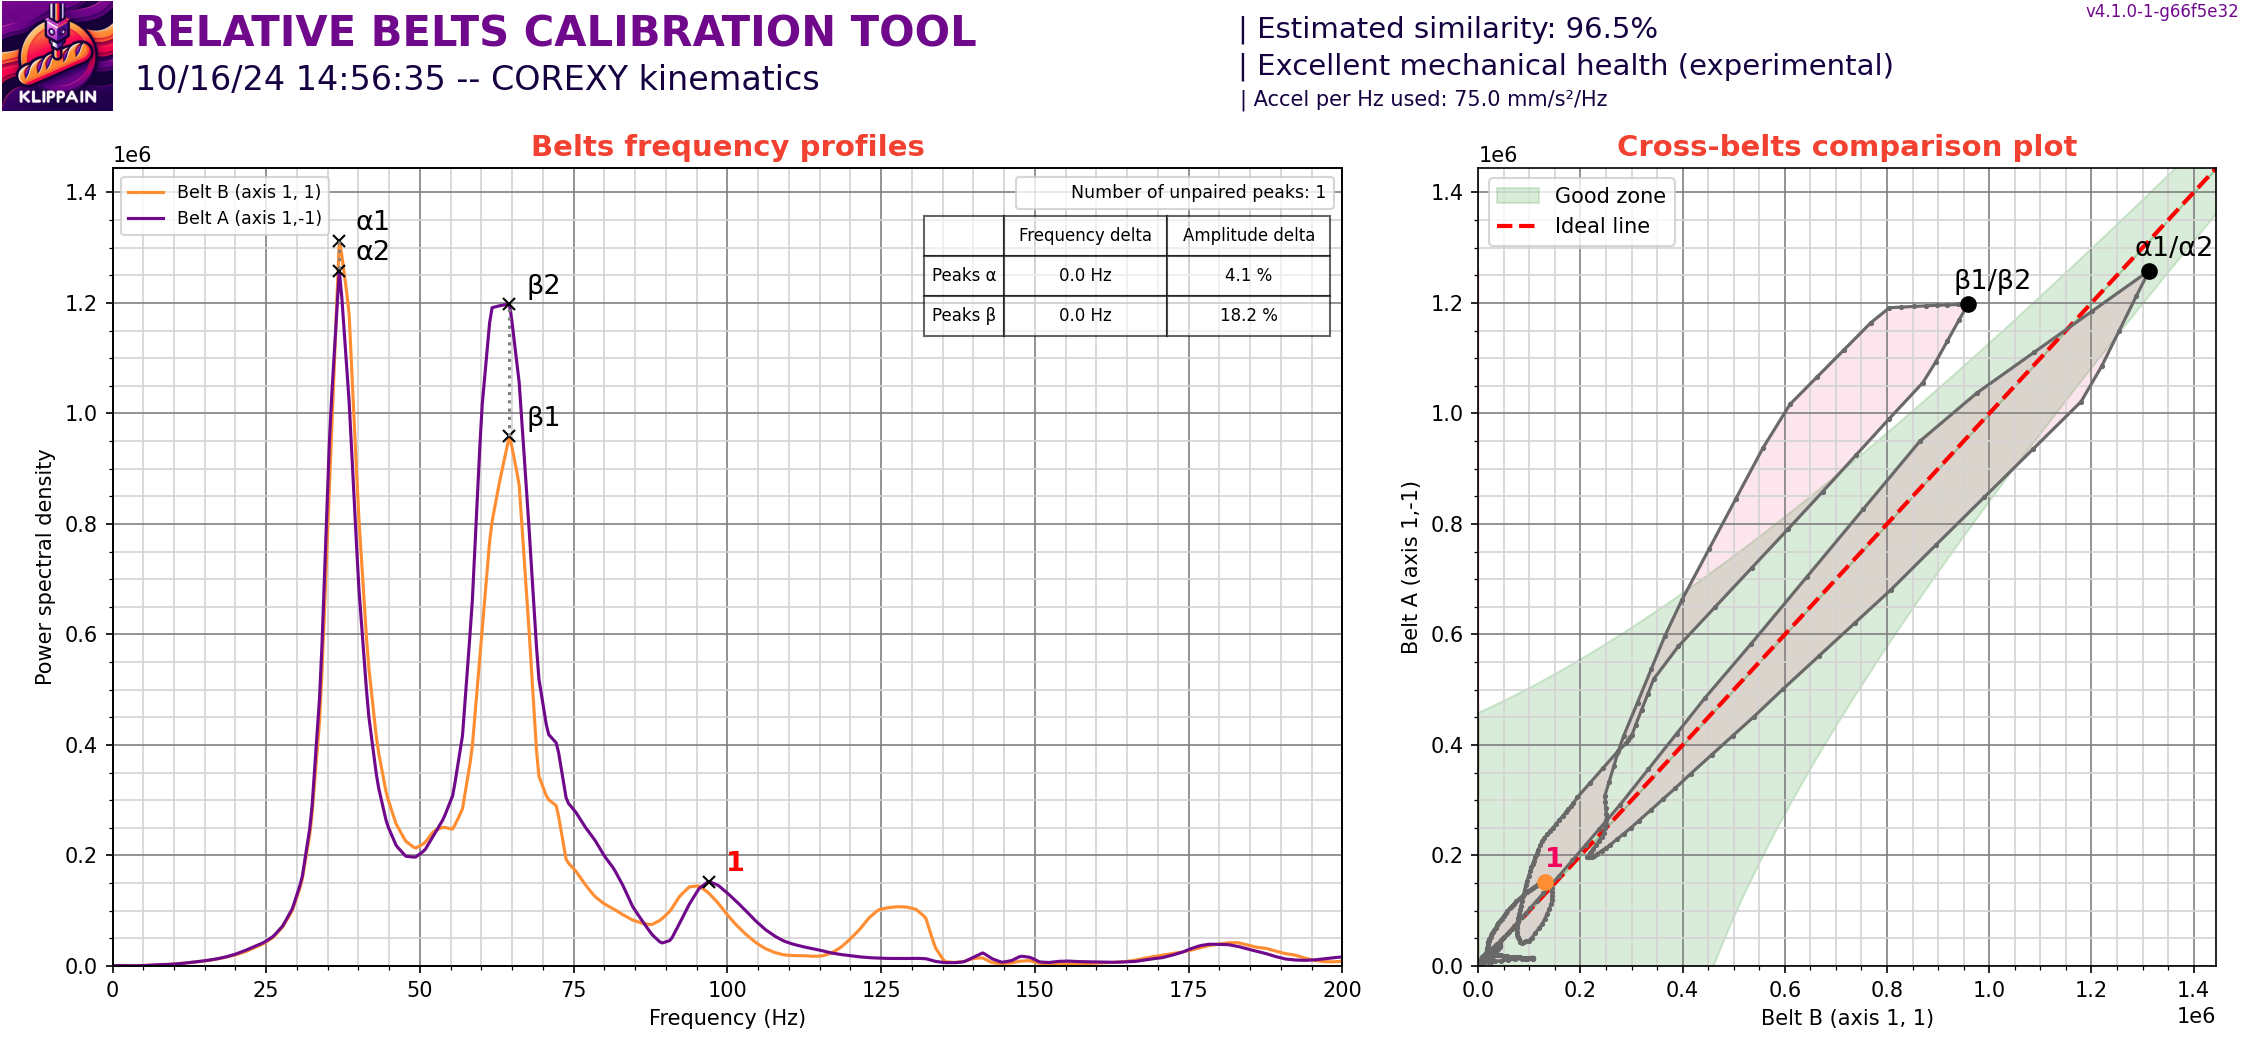 KLIPPAIN
RELATIVE BELTS CALIBRATION TOOL
10/16/24 14:56:35 -- COREXY kinematics
| Estimated similarity: 96.5%
| Excellent mechanical health (experimental)
| Accel per Hz used: 75.0 mm/s²/Hz
v4.1.0-1-g66f5e32
Belts frequency profiles
1e6
Belt B (axis 1, 1)
Belt A (axis 1,-1)
Number of unpaired peaks: 1
Frequency delta Amplitude delta
Peaks α 0.0 Hz 4.1 %
Peaks β 0.0 Hz 18.2 %
α1
α2
β2
β1
1
1.4
1.2
1.0
0.8
0.6
0.4
0.2
0.0
Power spectral density
0 25 50 75 100 125 150 175 200
Frequency (Hz)
Cross-belts comparison plot
1e6
Good zone
Ideal line
α1/α2
β1/β2
1
1.4
1.2
1.0
0.8
0.6
0.4
0.2
0.0
Belt A (axis 1,-1)
0.0 0.2 0.4 0.6 0.8 1.0 1.2 1.4
Belt B (axis 1, 1)
1e6